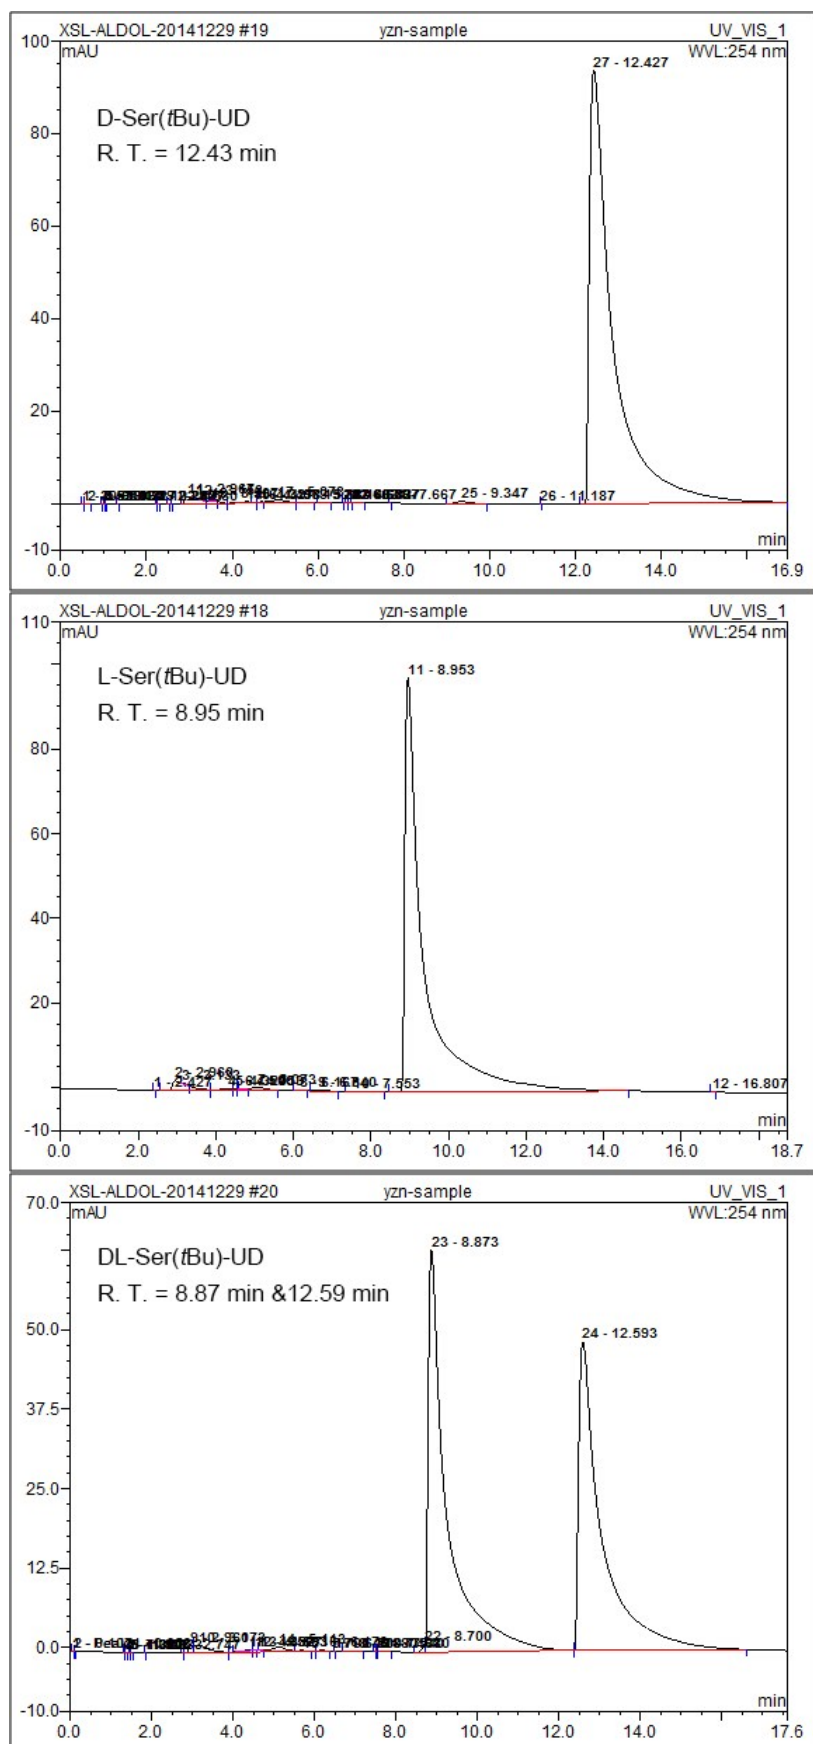 XSL-ALDOL-20141229 #19 yzn-sample UV_VIS_1
100 mAU WVL:254 nm
27 - 12.427
D-Ser(tBu)-UD
R. T. = 12.43 min
80
60
40
20
25 - 9.347
26 - 11.187
-10 min
0.0 2.0 4.0 6.0 8.0 10.0 12.0 14.0 16.9
XSL-ALDOL-20141229 #18 yzn-sample UV_VIS_1
110 mAU WVL:254 nm
11 - 8.953
L-Ser(tBu)-UD
R. T. = 8.95 min
80
60
40
20
1 - 2.427
2 - 2.960
10 - 7.553
12 - 16.807
-10 min
0.0 2.0 4.0 6.0 8.0 10.0 12.0 14.0 16.0 18.7
XSL-ALDOL-20141229 #20 yzn-sample UV_VIS_1
70.0 mAU WVL:254 nm
23 - 8.873
DL-Ser(tBu)-UD
R. T. = 8.87 min &12.59 min
24 - 12.593
50.0
37.5
25.0
12.5
22 - 8.700
0.0
-10.0 min
0.0 2.0 4.0 6.0 8.0 10.0 12.0 14.0 17.6